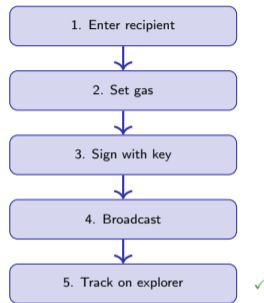 1. Enter recipient
2. Set gas
3. Sign with key
4. Broadcast
5. Track on explorer ✓